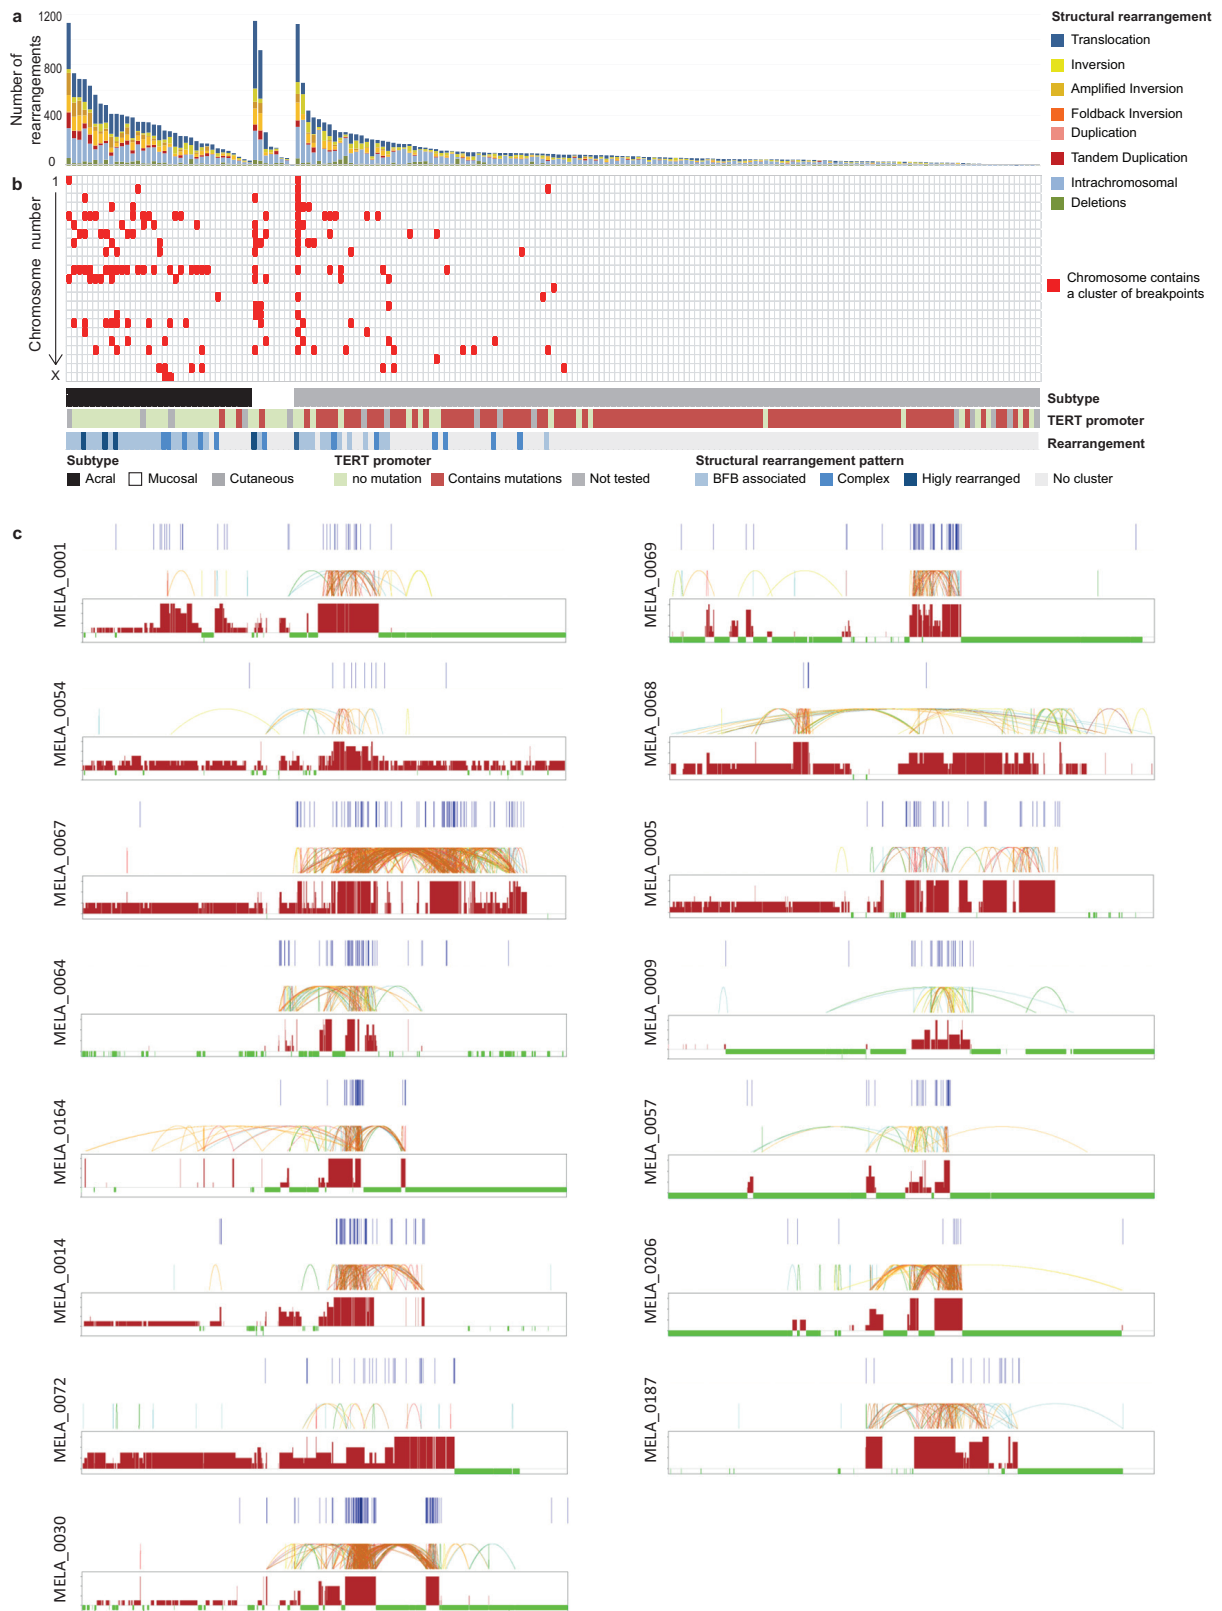 a
1200
800
400
0
Number of
rearrangements
Structural rearrangement
Translocation
Inversion
Amplified Inversion
Foldback Inversion
Duplication
Tandem Duplication
Intrachromosomal
Deletions
b
1
Chromosome number
X
Chromosome contains
a cluster of breakpoints
Subtype
TERT promoter
Rearrangement
Subtype
Acral
Mucosal
Cutaneous
TERT promoter
no mutation
Contains mutations
Not tested
Structural rearrangement pattern
BFB associated
Complex
Higly rearranged
No cluster
c
MELA_0001
MELA_0069
MELA_0054
MELA_0068
MELA_0067
MELA_0005
MELA_0064
MELA_0009
MELA_0164
MELA_0057
MELA_0014
MELA_0206
MELA_0072
MELA_0187
MELA_0030